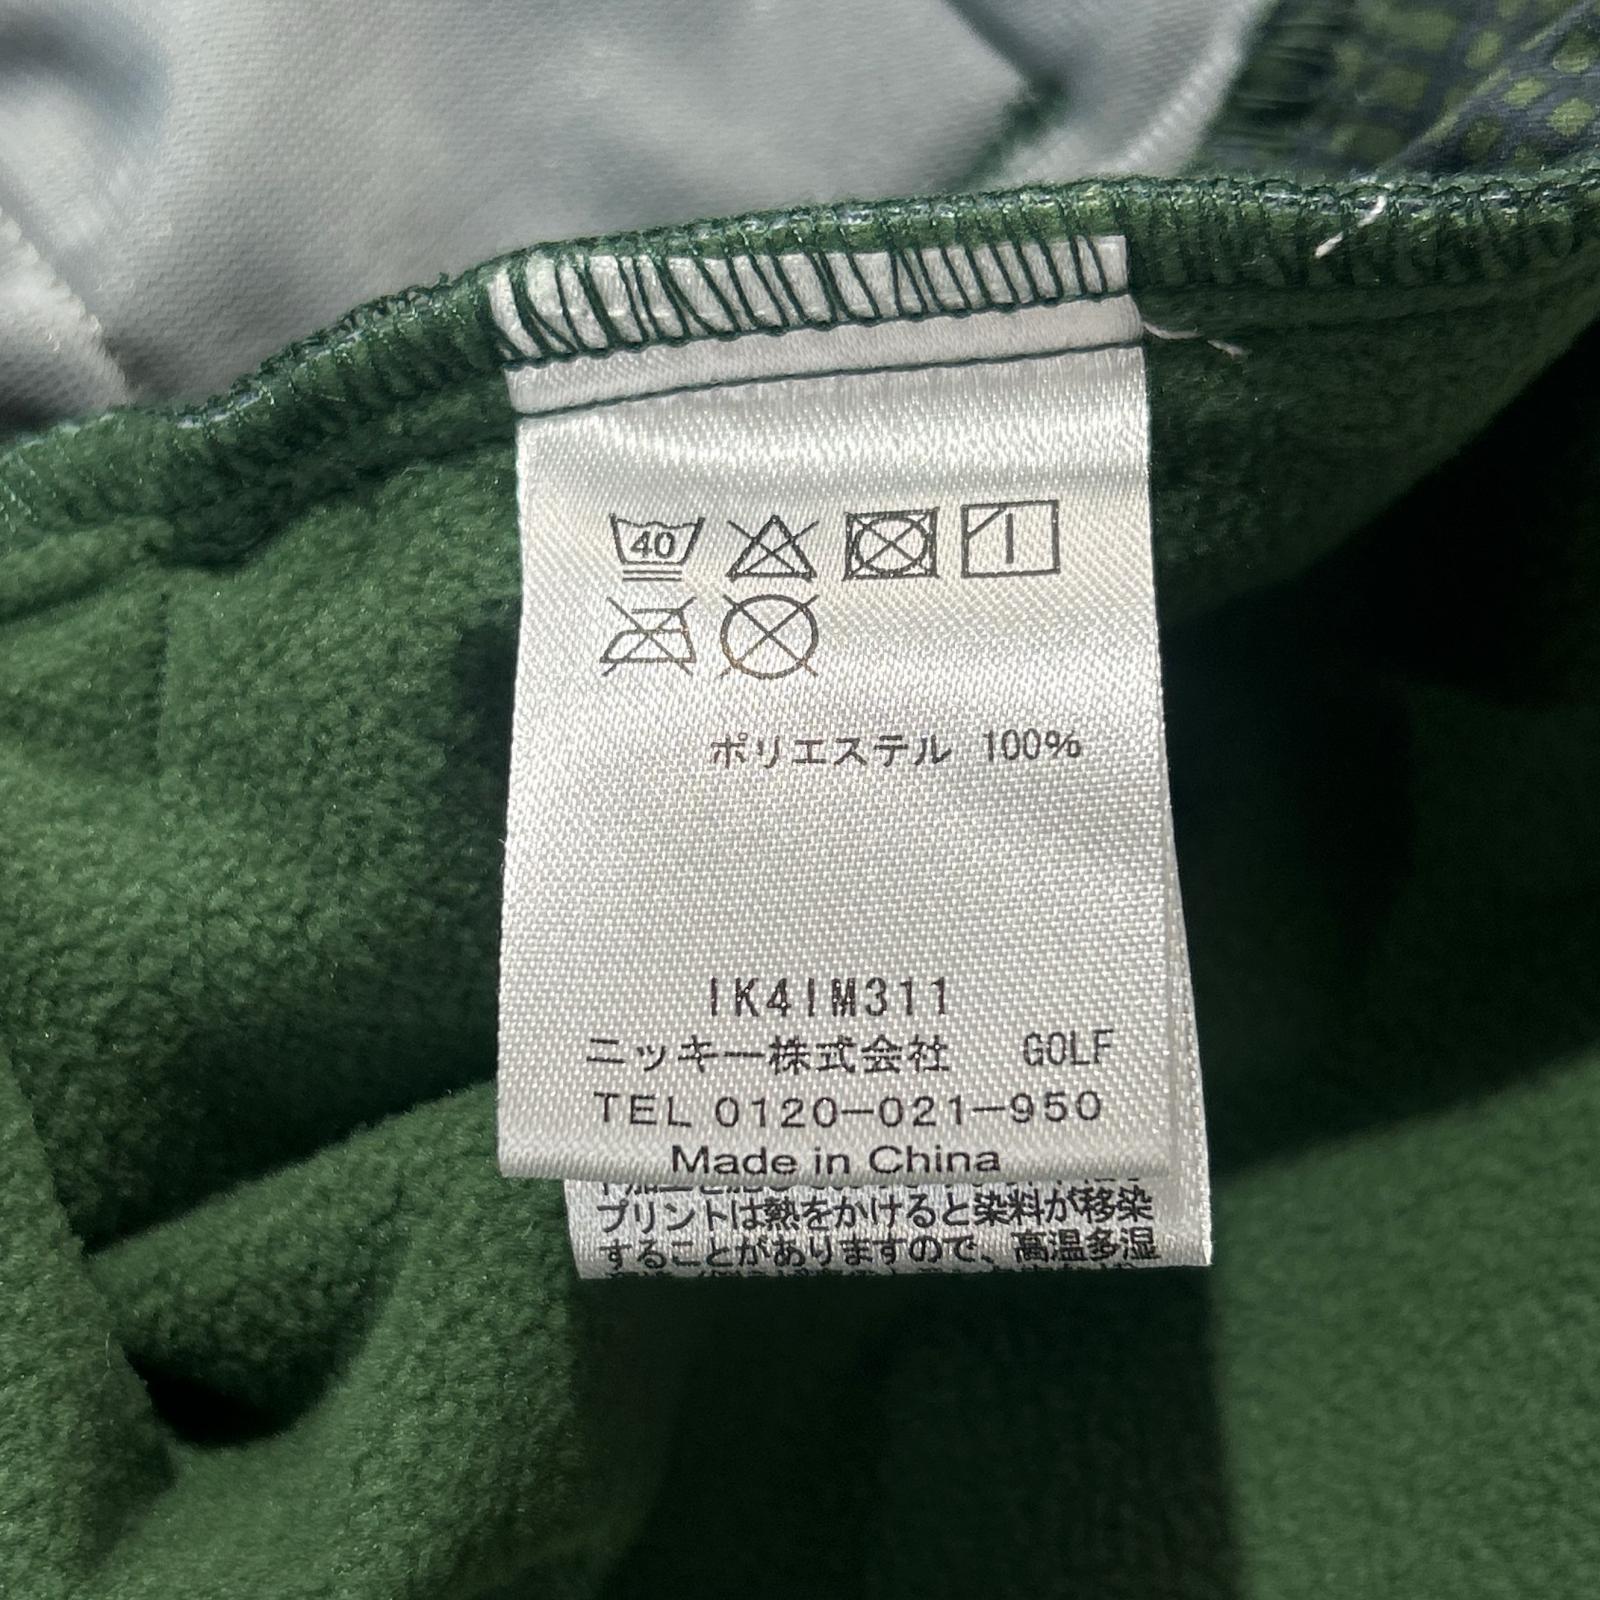 40
ポリエステル 100%
IK4IM311
ニッキー株式会社 GOLF
TEL 0120-021-950
Made in China
プリントは熱をかけると染料が移染
することがありますので、高温多湿